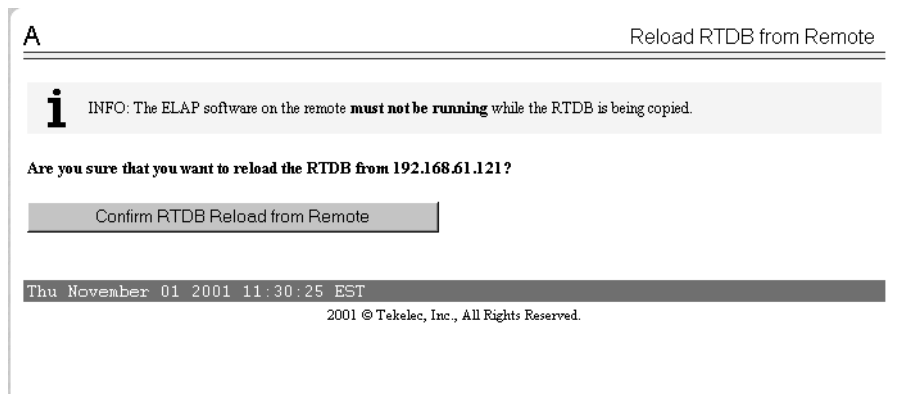 A
Reload RTDB from Remote
i
INFO: The ELAP software on the remote must not be running while the RTDB is being copied.
Are you sure that you want to reload the RTDB from 192.168.61.121?
Confirm RTDB Reload from Remote
Thu November 01 2001 11:30:25 EST
2001 © Tekelec, Inc., All Rights Reserved.